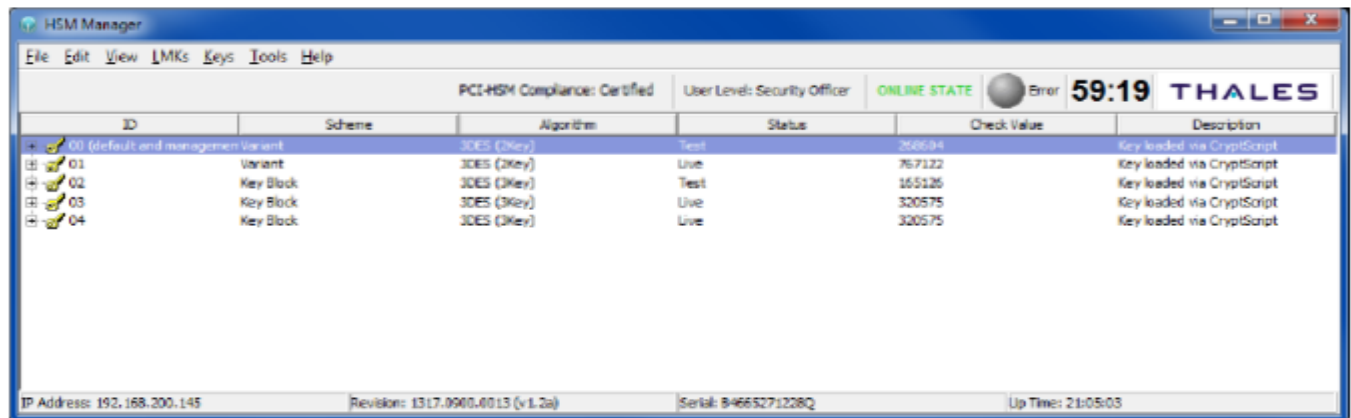 HSM Manager
File Edit View LMKs Keys Tools Help
PCI-HSM Compliance: Certified User Level: Security Officer ONLINE STATE Error 59:19 THALES
ID Scheme Algorithm Status Check Value Description
00 (default and managemen Variant 3DES (2Key) Test 268604 Key loaded via CryptScript
01 Variant 3DES (2Key) Live 767122 Key loaded via CryptScript
02 Key Block 3DES (3Key) Test 165126 Key loaded via CryptScript
03 Key Block 3DES (3Key) Live 320575 Key loaded via CryptScript
04 Key Block 3DES (3Key) Live 320575 Key loaded via CryptScript
IP Address: 192.168.200.145 Revision: 1317.0900.0013 (v1.2a) Serial: B4665271228Q Up Time: 21:05:03